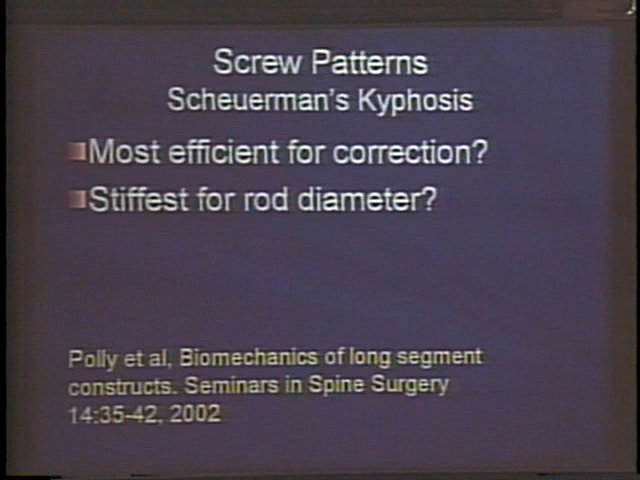 Screw Patterns
Scheuerman's Kyphosis
Most efficient for correction?
Stiffest for rod diameter?
Polly et al, Biomechanics of long segment
constructs. Seminars in Spine Surgery
14:35-42, 2002